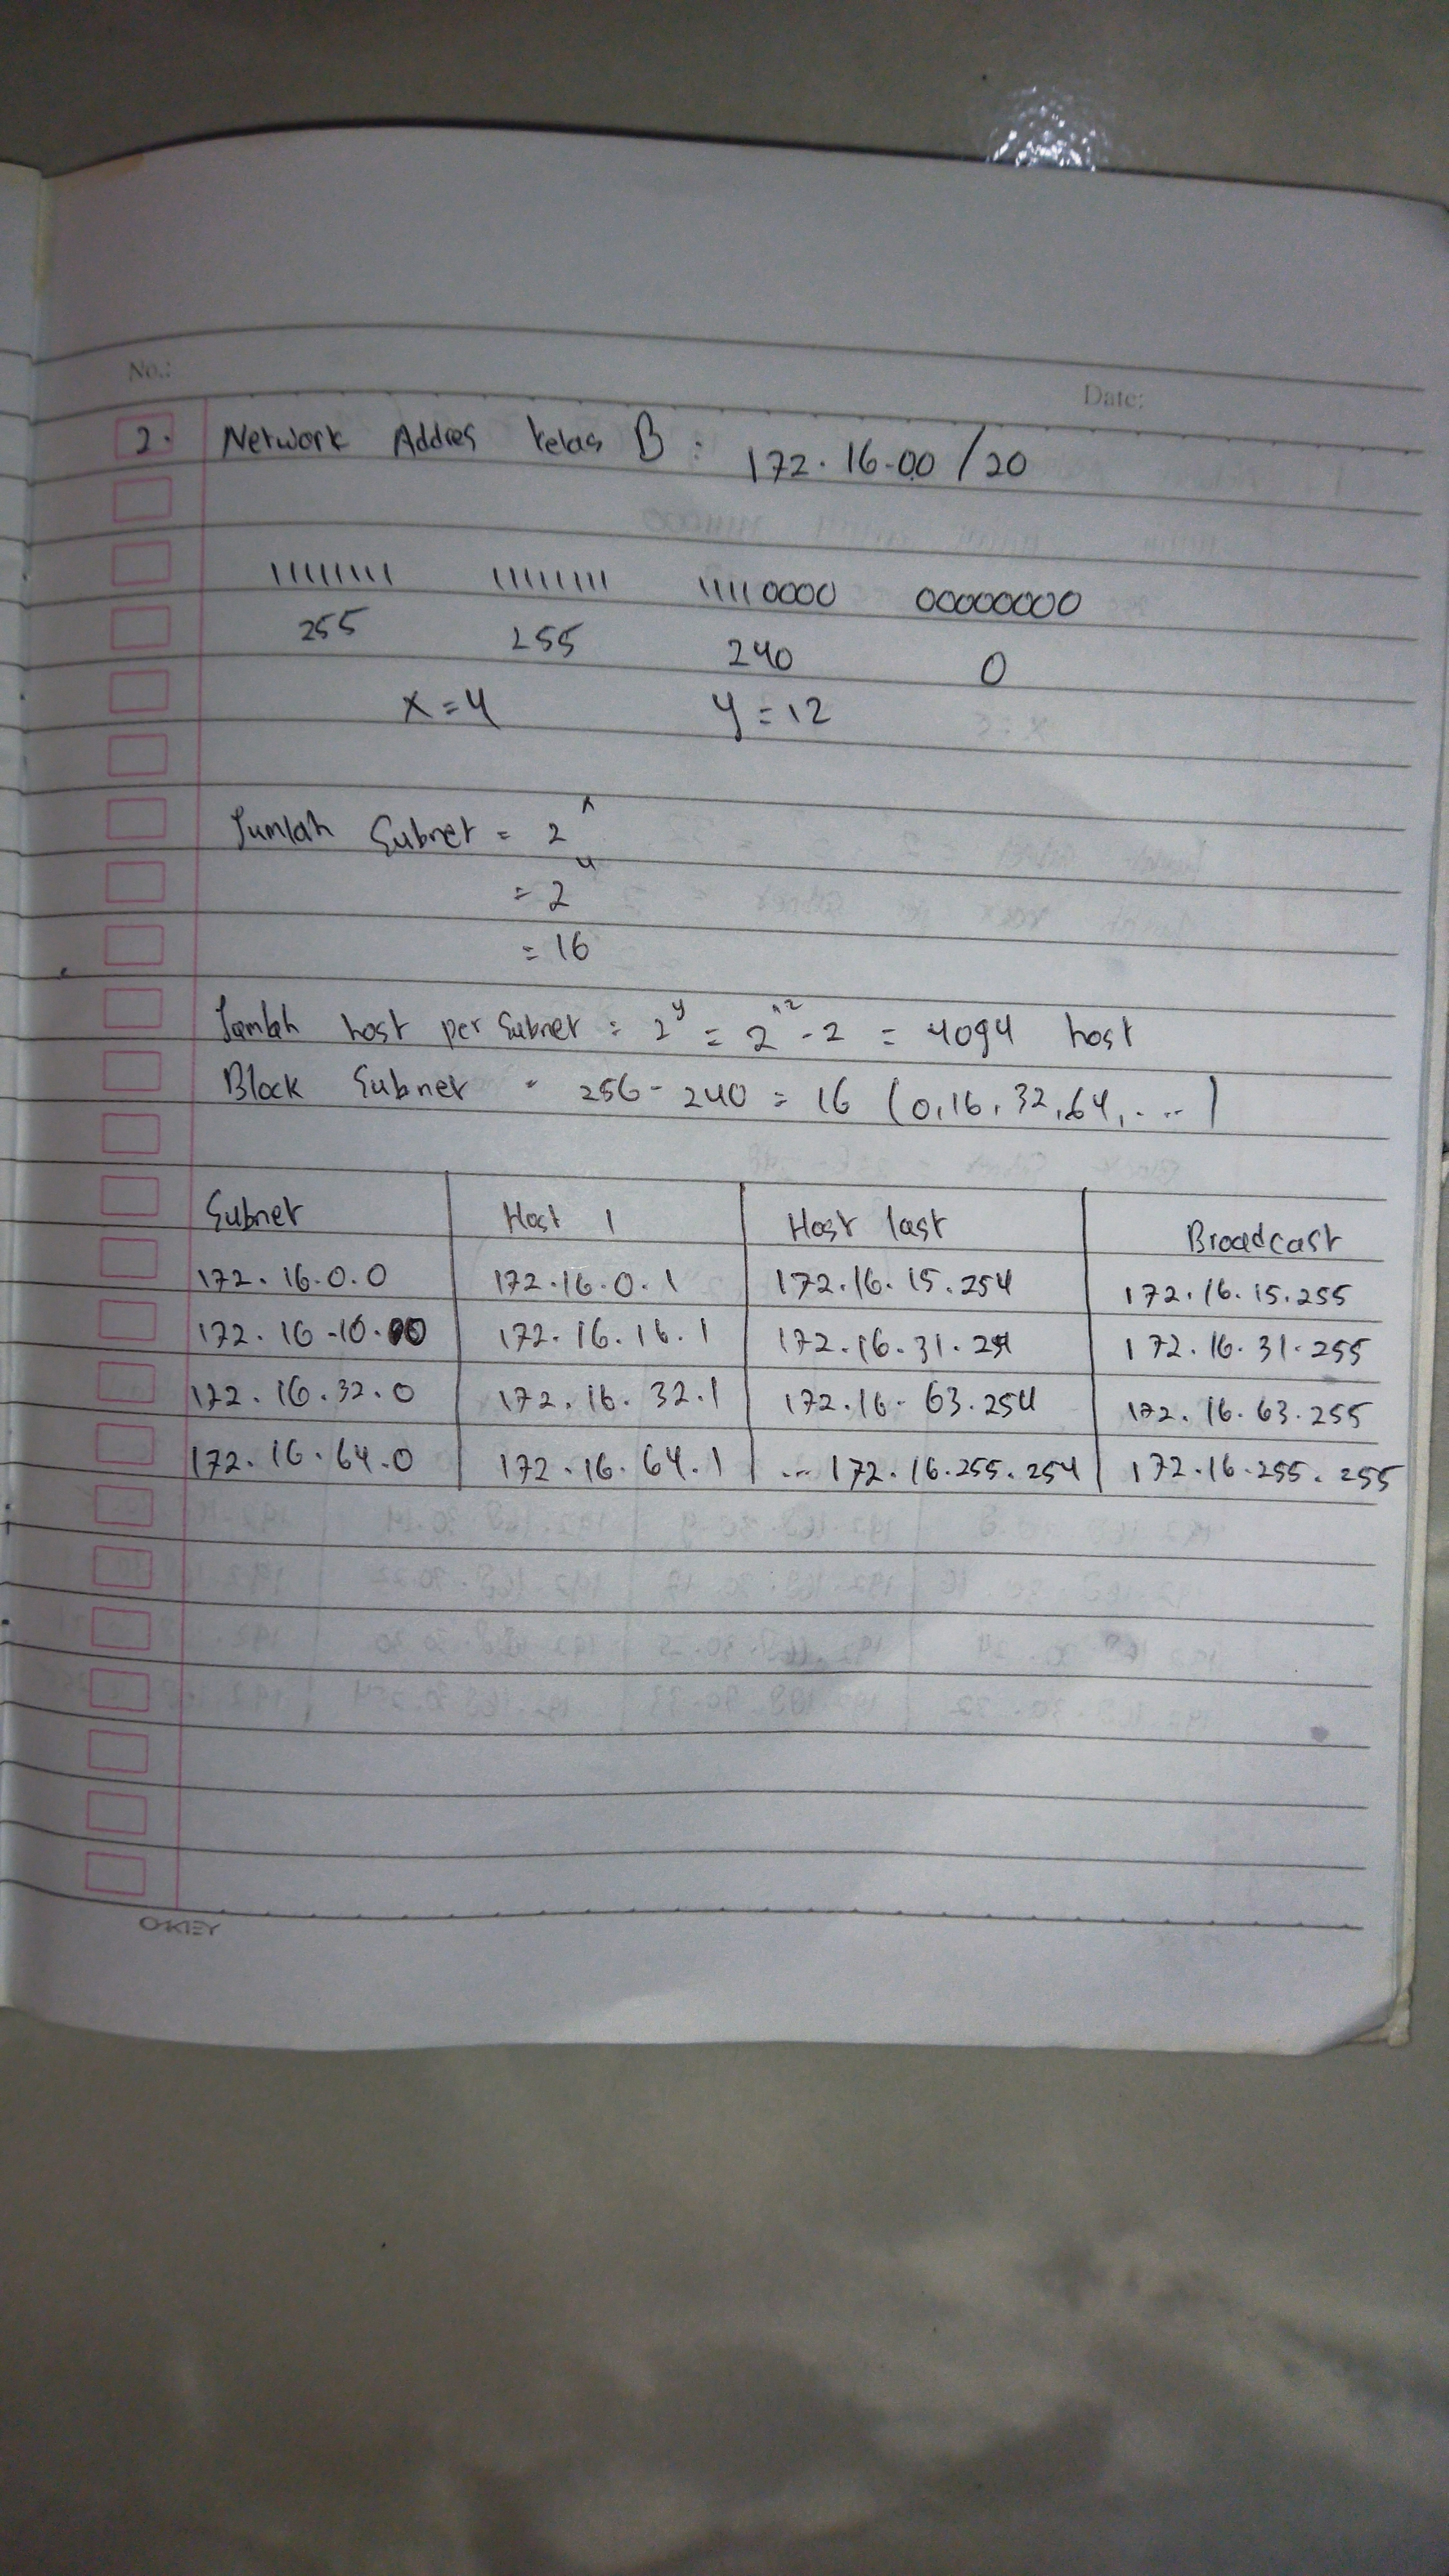 No.:
Date:
2. Network Addres kelas B : 172.16.0.0 /20
11111111 11111111 11110000 00000000
255 255 240 0
x = 4 y = 12
Jumlah Subnet = 2^x
= 2^4
= 16
Jumlah host per subnet = 2^y = 2^12 - 2 = 4094 host
Block Subnet = 256 - 240 = 16 (0, 16, 32, 64, ... )
Subnet Host 1 Host last Broadcast
172.16.0.0 172.16.0.1 172.16.15.254 172.16.15.255
172.16.16.0 172.16.16.1 172.16.31.254 172.16.31.255
172.16.32.0 172.16.32.1 172.16.63.254 172.16.63.255
172.16.64.0 172.16.64.1 ... 172.16.255.254 172.16.255.255
OKEY